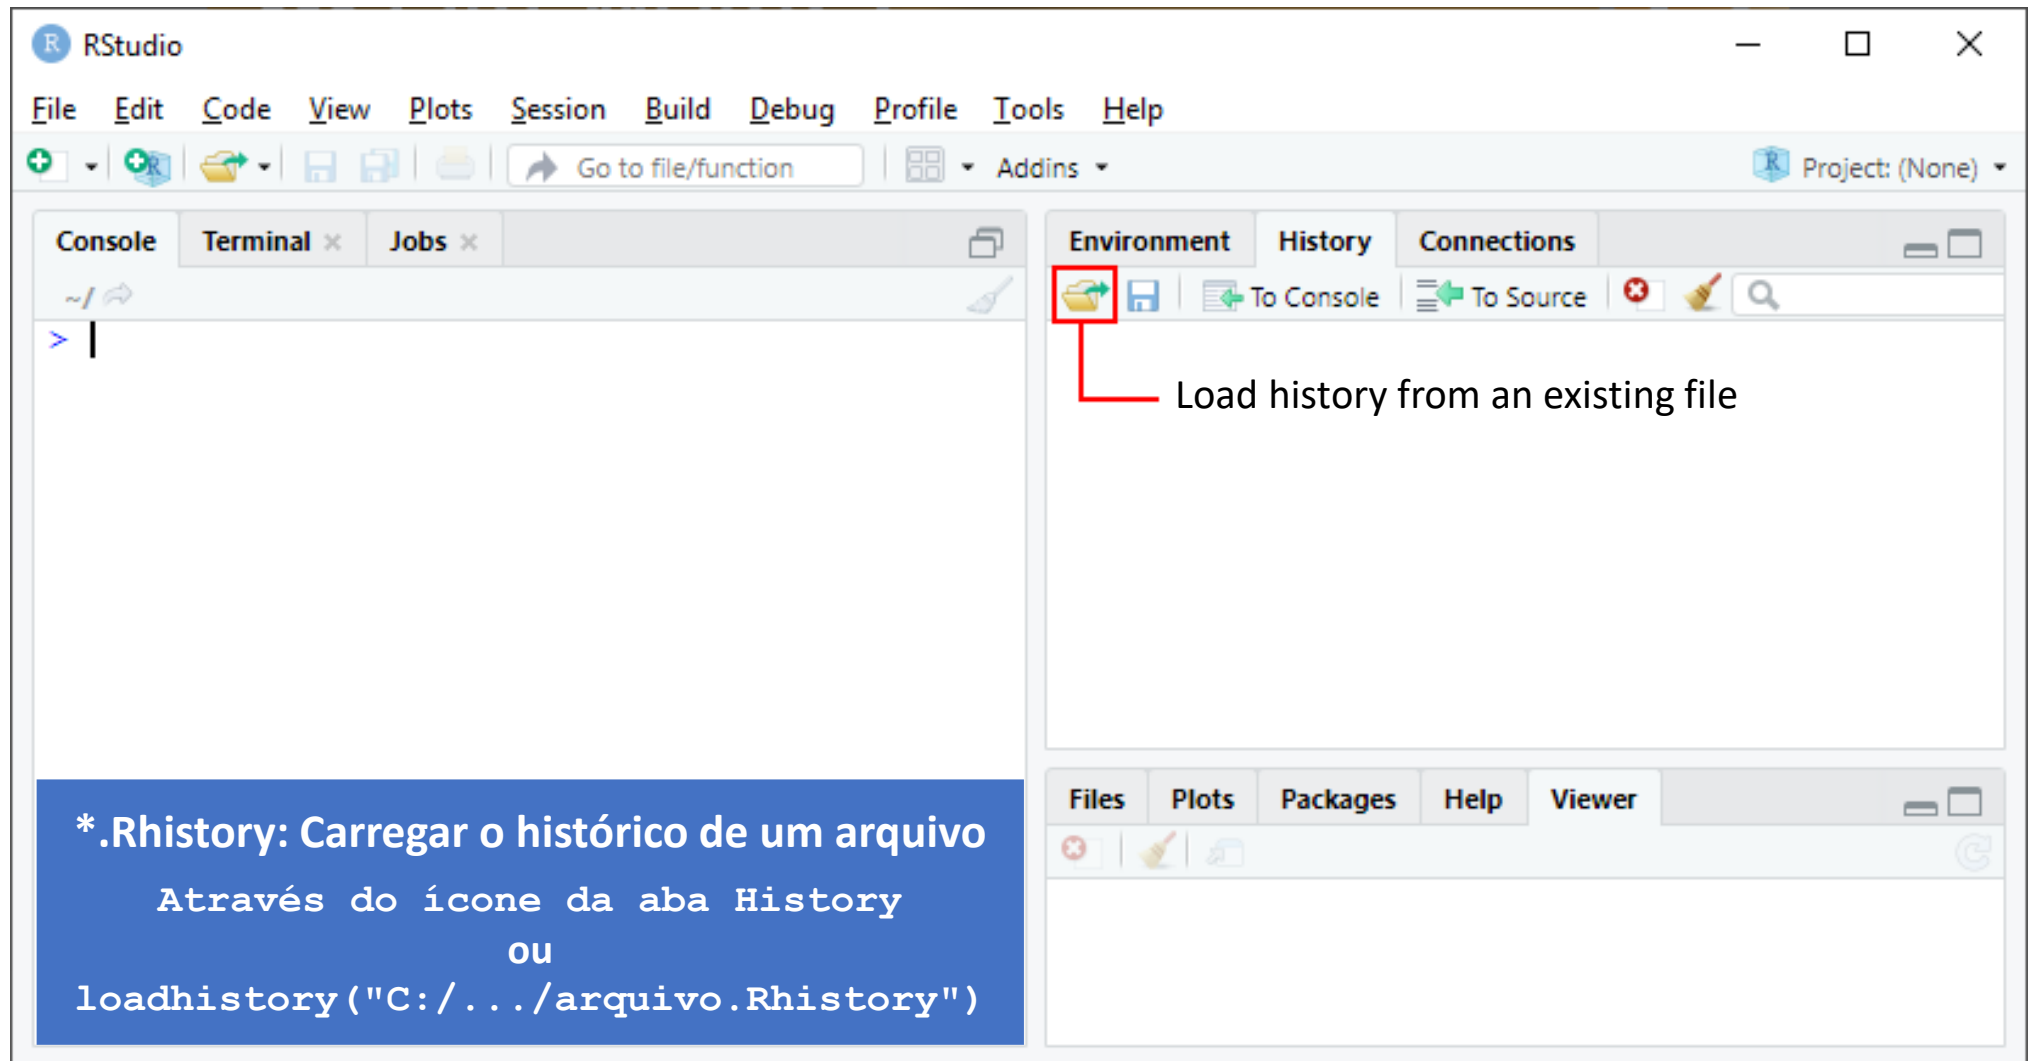 R RStudio
File Edit Code View Plots Session Build Debug Profile Tools Help
Go to file/function Addins Project: (None)
Console Terminal Jobs
~/
>
Environment History Connections
To Console To Source
Load history from an existing file
*.Rhistory: Carregar o histórico de um arquivo
Através do ícone da aba History
ou
loadhistory("C:/.../arquivo.Rhistory")
Files Plots Packages Help Viewer